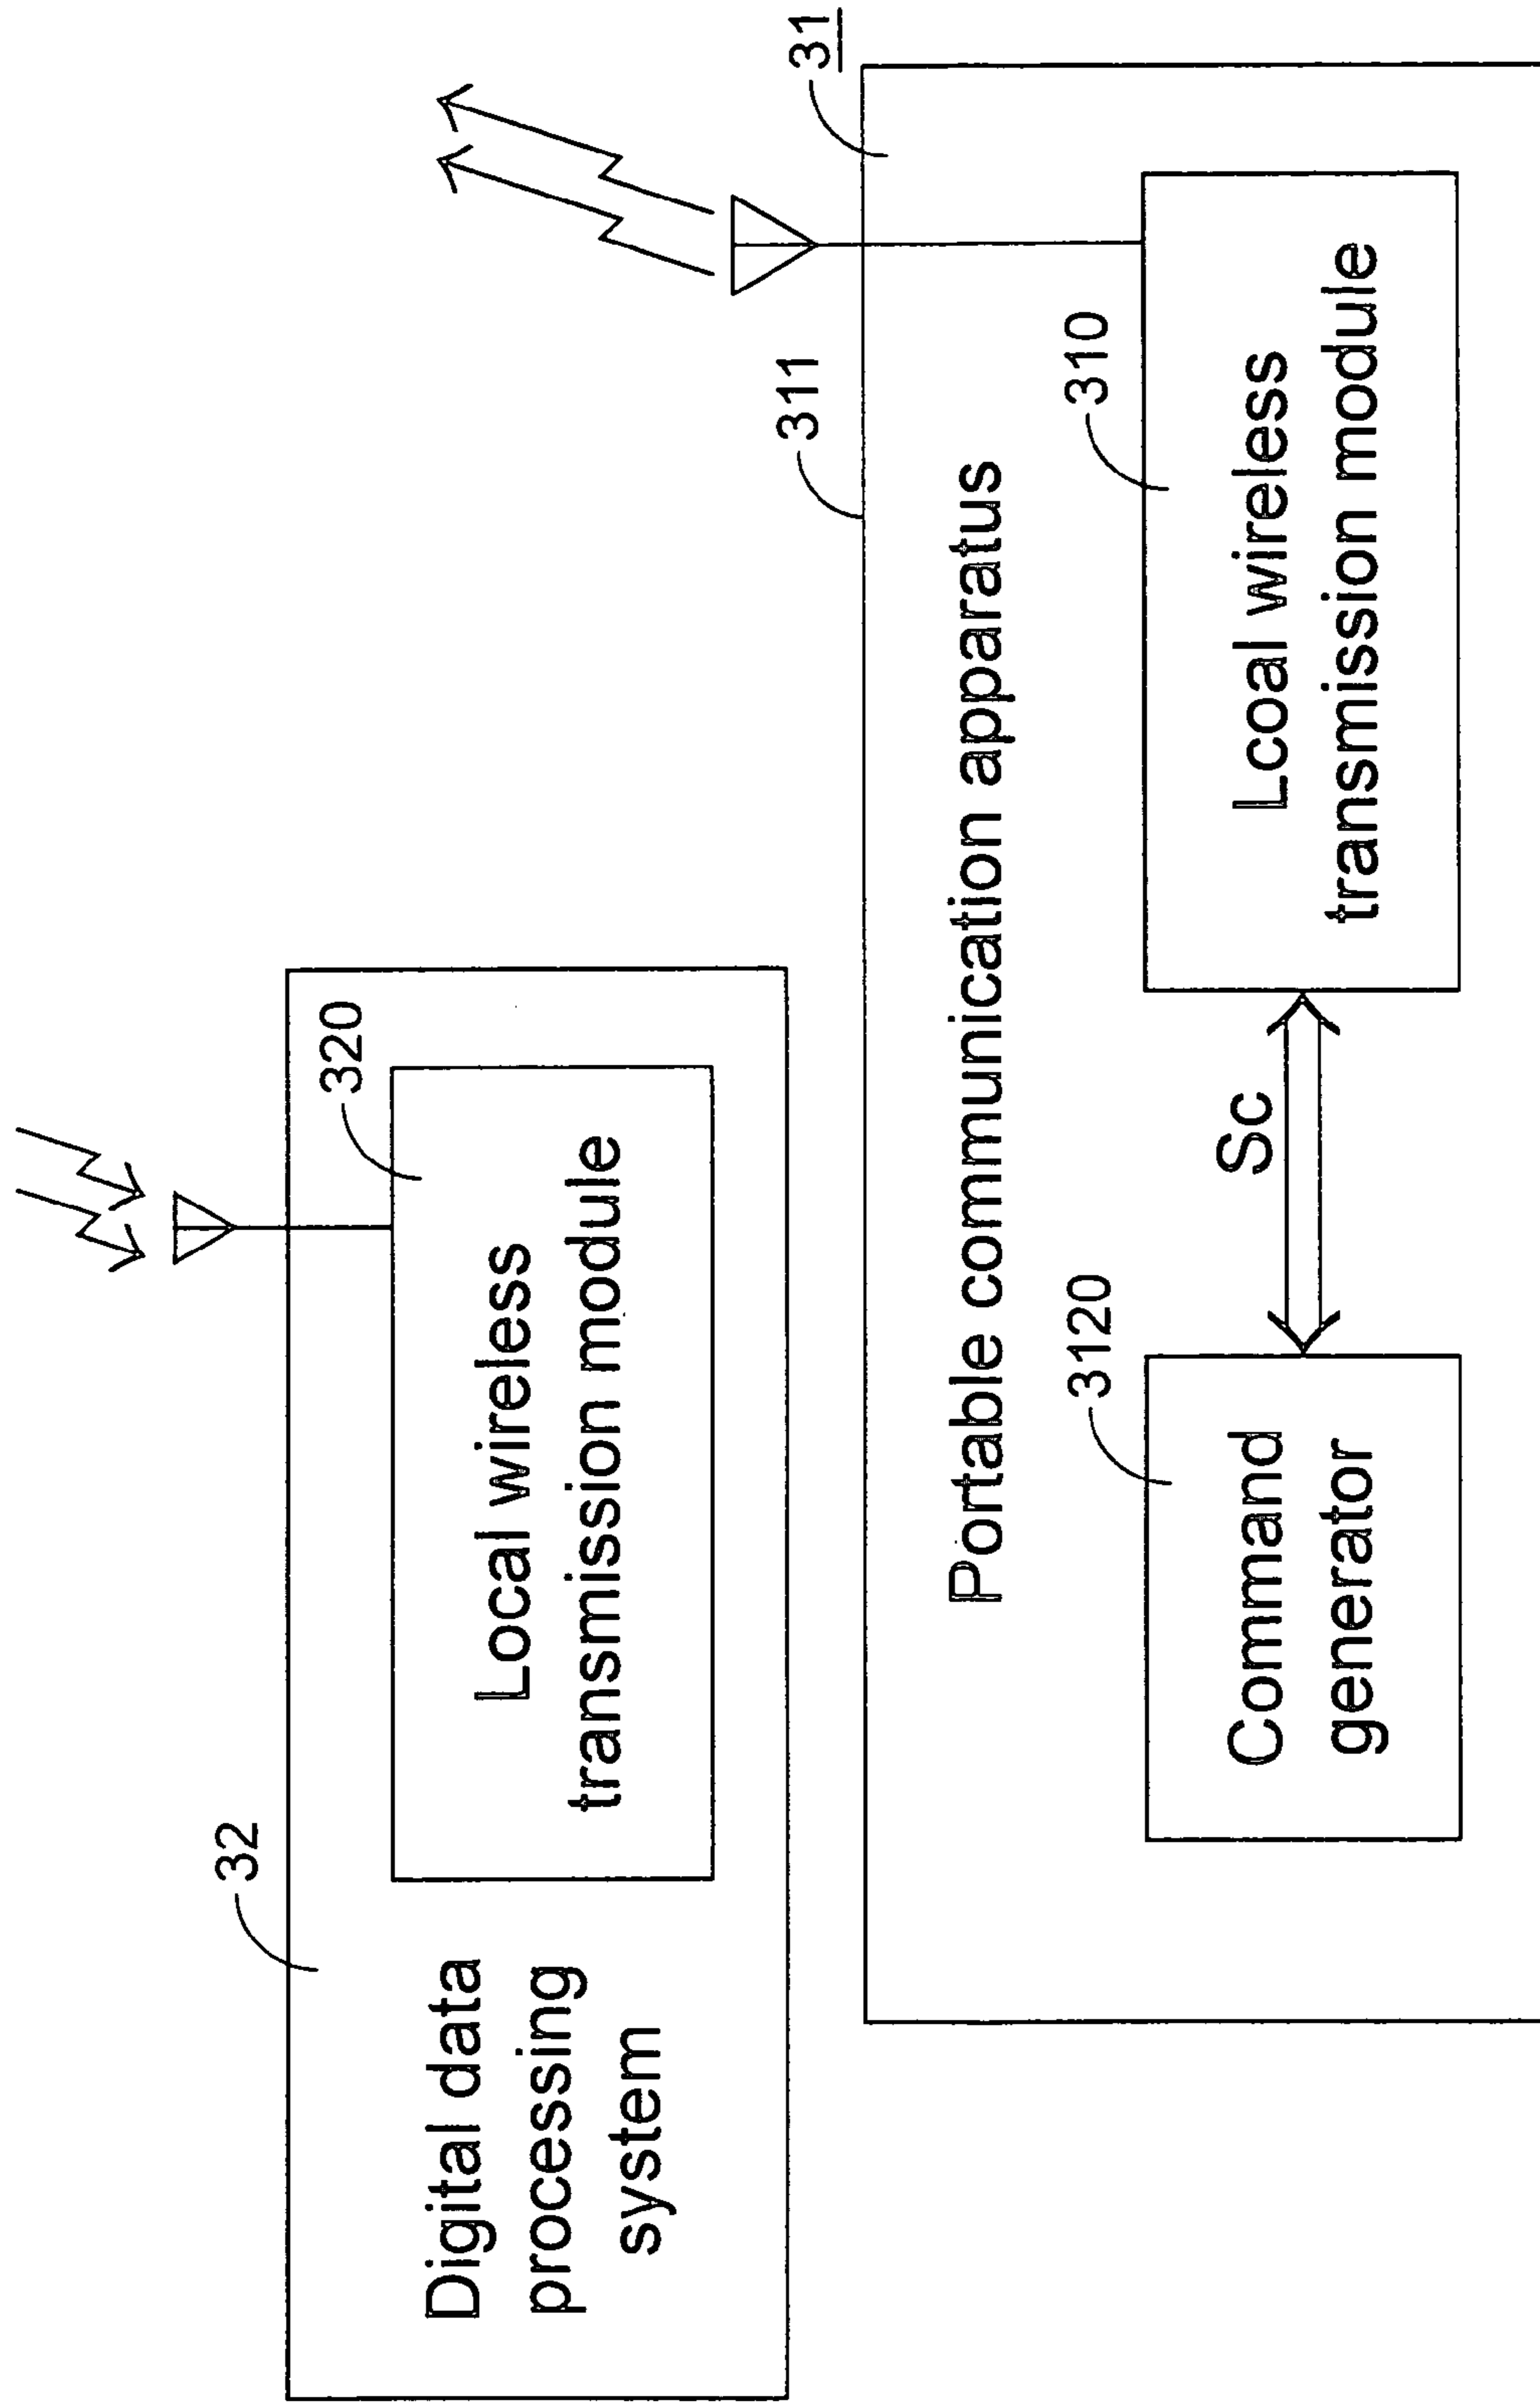 32
320
Digital data
processing
system
Local wireless
transmission module
311
31
Portable communication apparatus
3120
310
Command
generator
Sc
Lcoal wireless
transmission module